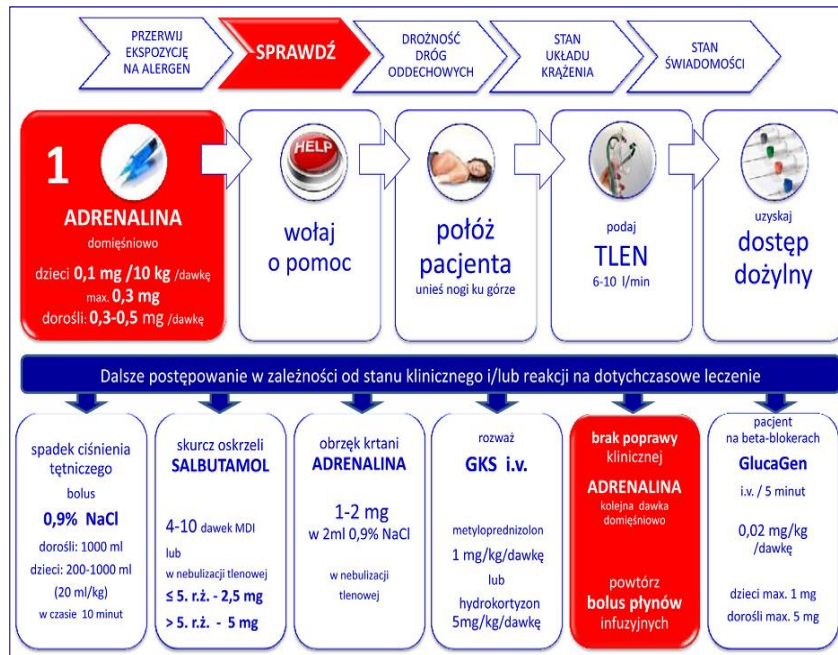 PRZERWIJ
EKSPOZYCJĘ
NA ALERGEN
SPRAWDŹ
DROŻNOŚĆ
DRÓG
ODDECHOWYCH
STAN
UKŁADU
KRĄŻENIA
STAN
ŚWIADOMOŚCI
1
ADRENALINA
domięśniowo
dzieci 0,1 mg /10 kg /dawkę
max. 0,3 mg
dorośli: 0,3-0,5 mg /dawkę
HELP
wołaj
o pomoc
połóż
pacjenta
unieś nogi ku górze
podaj
TLEN
6-10 l/min
uzyskaj
dostęp
dożylny
Dalsze postępowanie w zależności od stanu klinicznego i/lub reakcji na dotychczasowe leczenie
spadek ciśnienia
tętniczego
bolus
0,9% NaCl
dorośli: 1000 ml
dzieci: 200-1000 ml
(20 ml/kg)
w czasie 10 minut
skurcz oskrzeli
SALBUTAMOL
4-10 dawek MDI
lub
w nebulizacji tlenowej
≤ 5. r.ż. - 2,5 mg
> 5. r.ż. - 5 mg
obrzęk krtani
ADRENALINA
1-2 mg
w 2ml 0,9% NaCl
w nebulizacji
tlenowej
rozważ
GKS i.v.
metyloprednizolon
1 mg/kg/dawkę
lub
hydrokortyzon
5mg/kg/dawkę
brak poprawy
klinicznej
ADRENALINA
kolejna dawka
domięśniowo
powtórz
bolus płynów
infuzyjnych
pacjent
na beta-blokerach
GlucaGen
i.v. / 5 minut
0,02 mg/kg
/dawkę
dzieci max. 1 mg
dorośli max. 5 mg